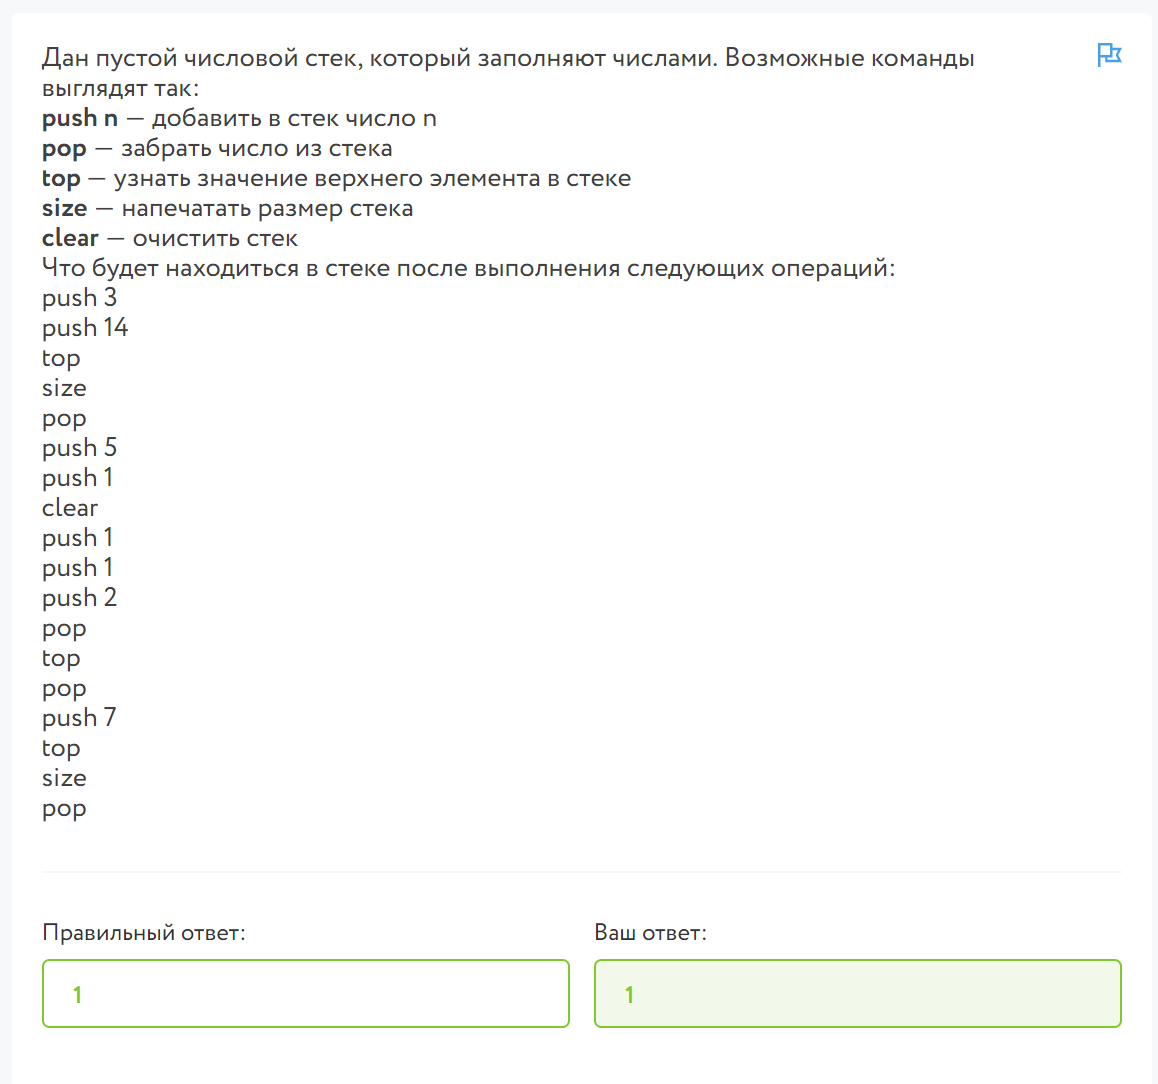 Дан пустой числовой стек, который заполняют числами. Возможные команды
выглядят так:
push n — добавить в стек число n
pop — забрать число из стека
top — узнать значение верхнего элемента в стеке
size — напечатать размер стека
clear — очистить стек
Что будет находиться в стеке после выполнения следующих операций:
push 3
push 14
top
size
pop
push 5
push 1
clear
push 1
push 1
push 2
pop
top
pop
push 7
top
size
pop
Правильный ответ:
Ваш ответ:
1
1